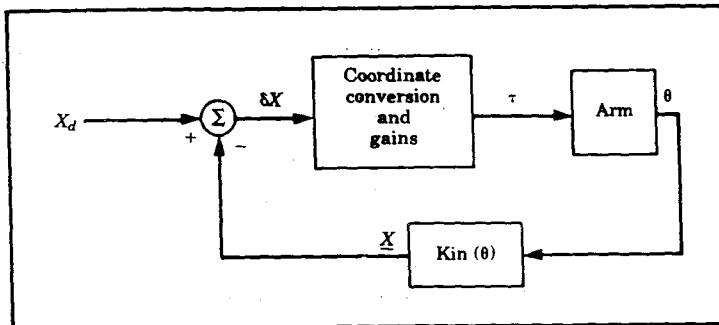 Coordinate
conversion
and
gains
δX
τ
Arm
θ
X_d
Σ
+
−
X
Kin (θ)